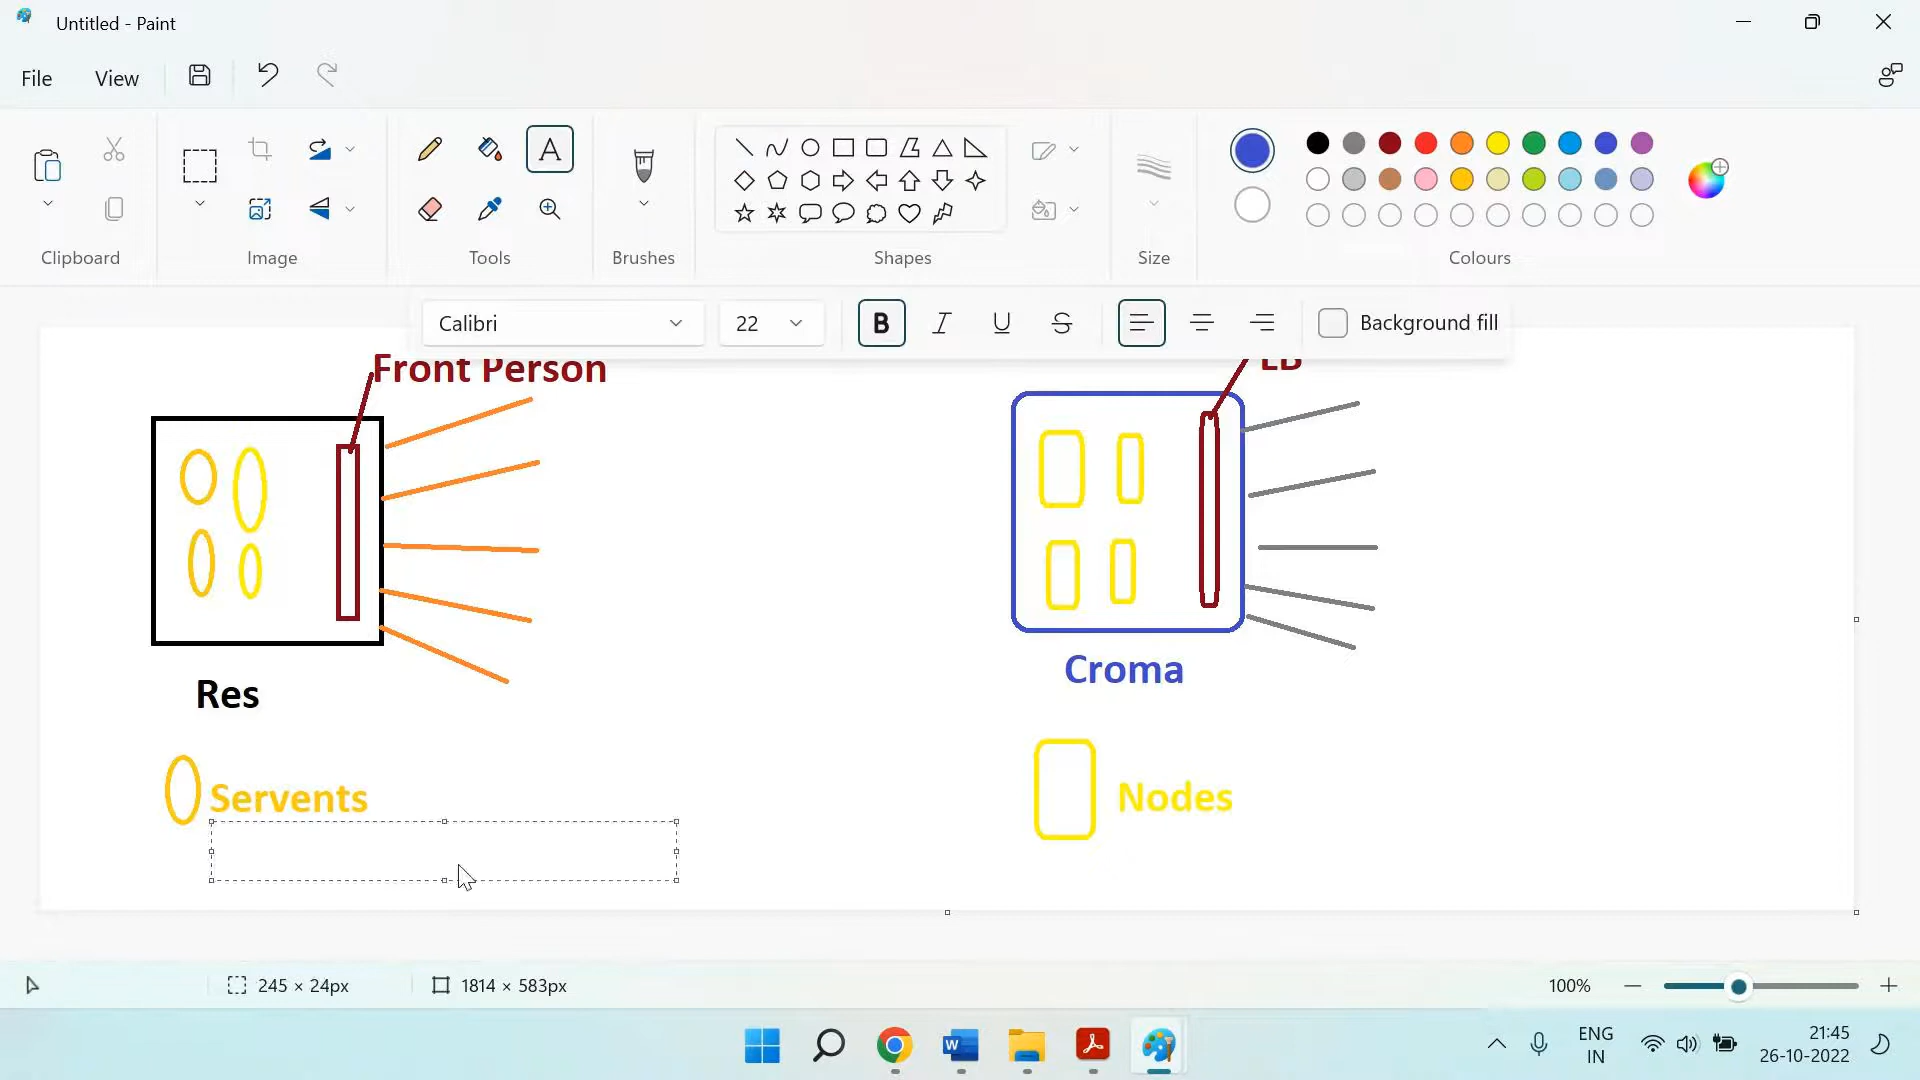 Untitled - Paint
File
View
Clipboard
Image
Tools
Brushes
Shapes
Size
Colours
Calibri
22
B
Background fill
Front Person
LB
Res
Croma
Servents
Nodes
245 × 24px
1814 × 583px
100%
ENG
IN
21:45
26-10-2022